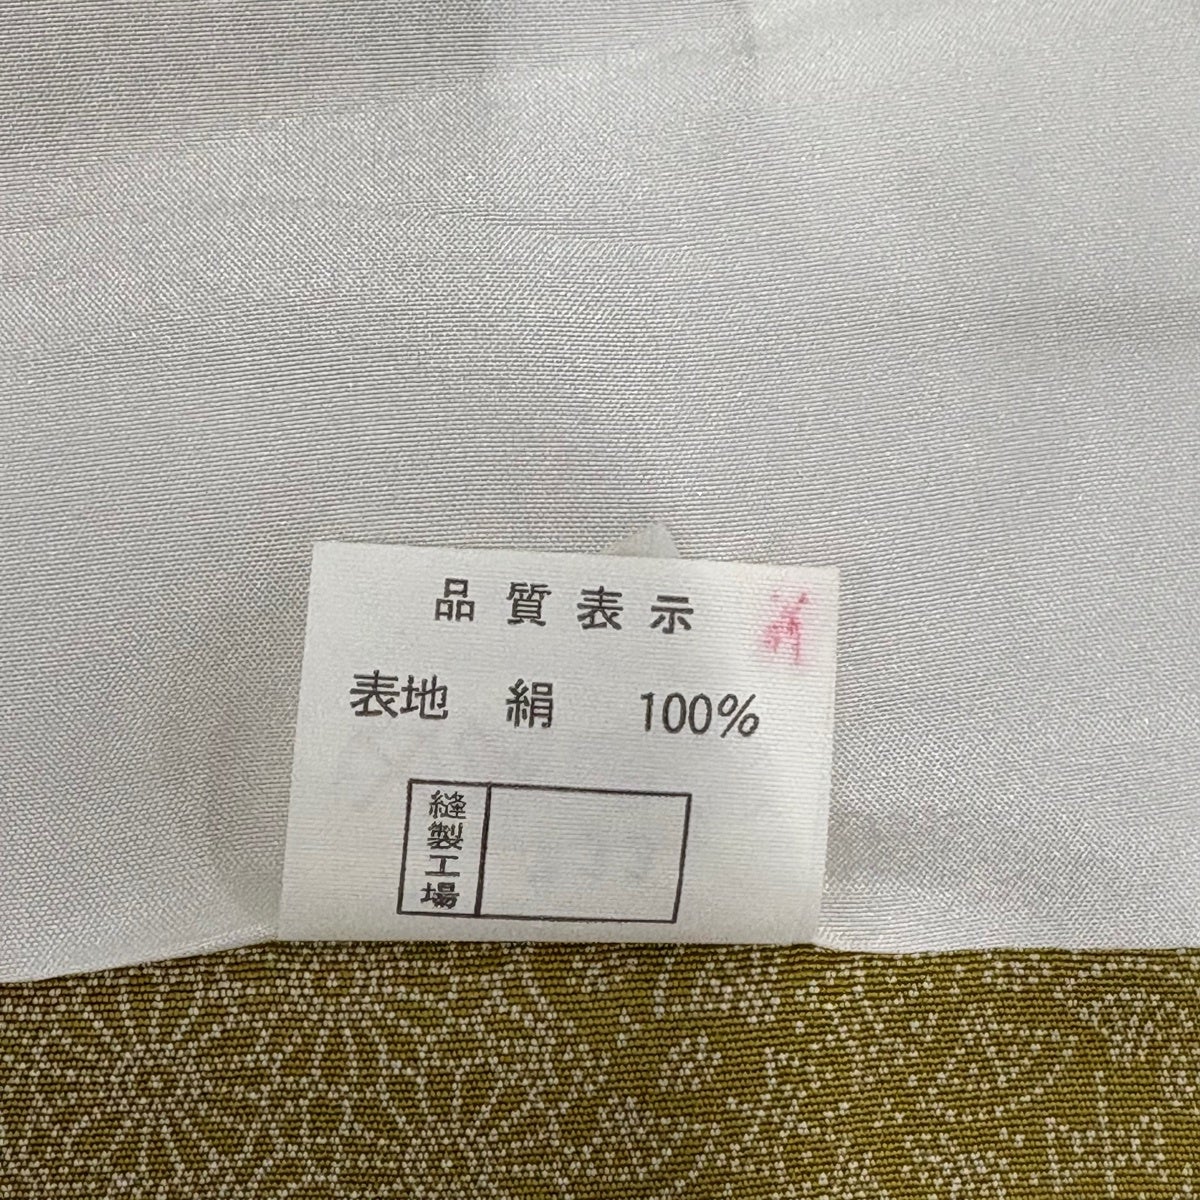 品質表示
表地 絹 100%
縫製工場